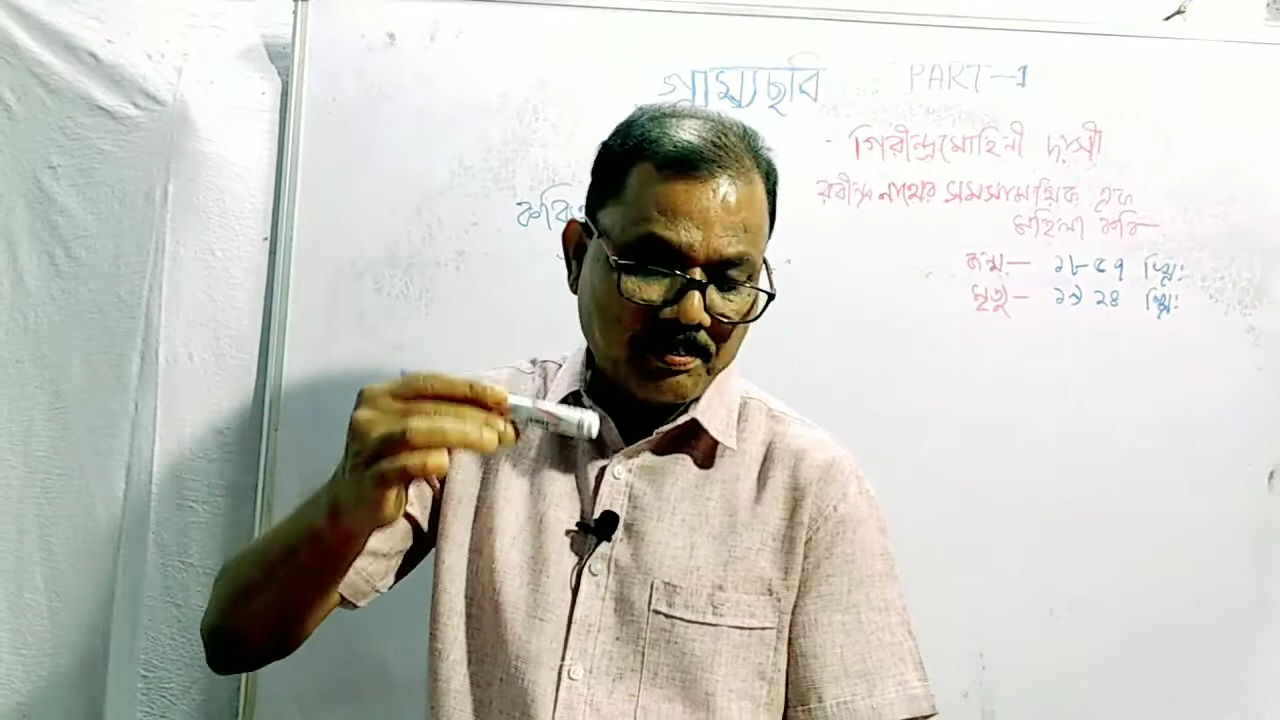 গ্রাম্যছবি PART-1
- গিরীন্দ্রমোহিনী দাসী
রবীন্দ্রনাথের সমসাময়িক এক
মহিলা কবি
জন্ম — ১৮৫৭ খ্রিঃ
মৃত্যু — ১৯২৪ খ্রিঃ